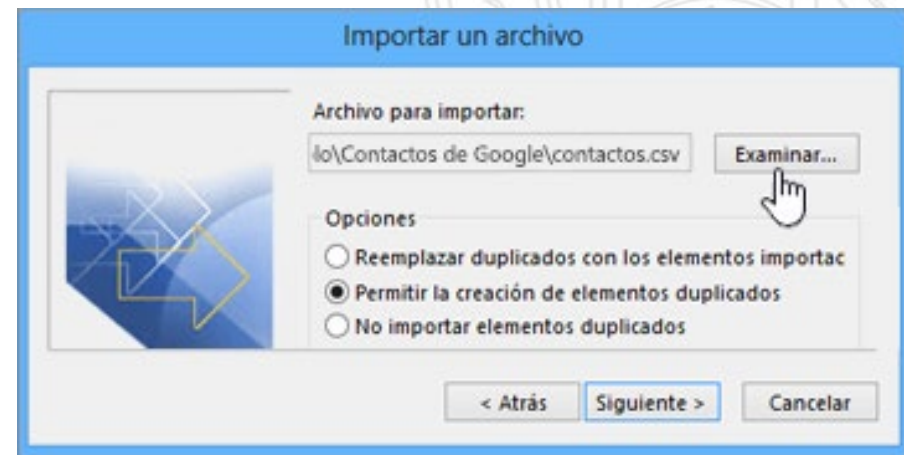 Importar un archivo
Archivo para importar:
lo\Contactos de Google\contactos.csv
Examinar...
Opciones
Reemplazar duplicados con los elementos importac
Permitir la creación de elementos duplicados
No importar elementos duplicados
< Atrás
Siguiente >
Cancelar